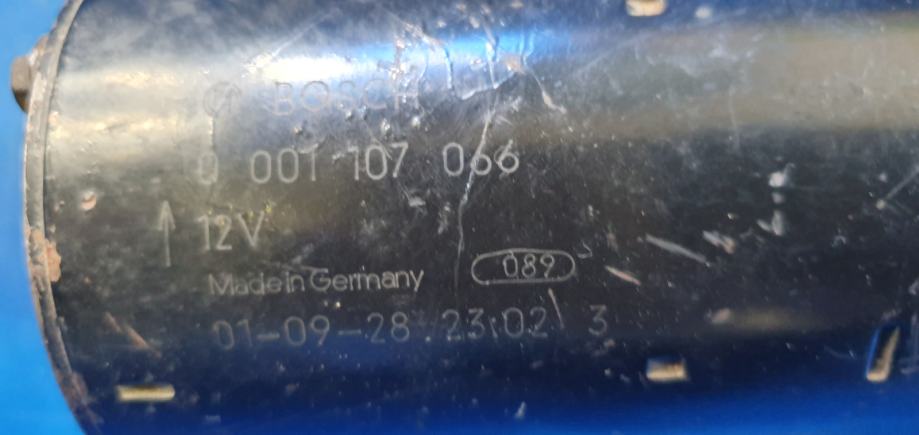 BOSCH
0 001 107 066
12V
Made in Germany 089
01-09-28 23:02 3